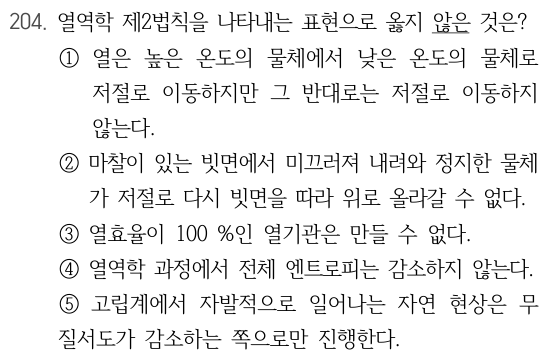 204. 열역학 제2법칙을 나타내는 표현으로 옳지 않은 것은?
① 열은 높은 온도의 물체에서 낮은 온도의 물체로
저절로 이동하지만 그 반대로는 저절로 이동하지
않는다.
② 마찰이 있는 빗면에서 미끄러져 내려와 정지한 물체
가 저절로 다시 빗면을 따라 위로 올라갈 수 없다.
③ 열효율이 100 %인 열기관은 만들 수 없다.
④ 열역학 과정에서 전체 엔트로피는 감소하지 않는다.
⑤ 고립계에서 자발적으로 일어나는 자연 현상은 무
질서도가 감소하는 쪽으로만 진행한다.